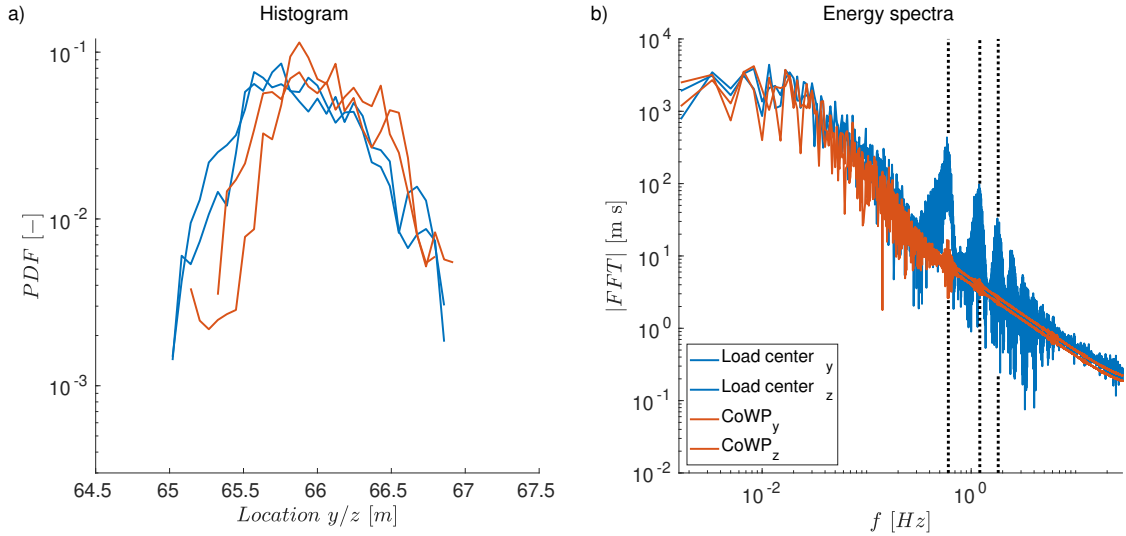 a)
Histogram
10^-1
10^-2
10^-3
PDF [−]
64.5 65 65.5 66 66.5 67 67.5
Location y/z [m]
b)
Energy spectra
10^4
10^3
10^2
10^1
10^0
10^-1
10^-2
|FFT| [m s]
Load center y
Load center z
CoWP y
CoWP z
10^-2 10^0
f [Hz]